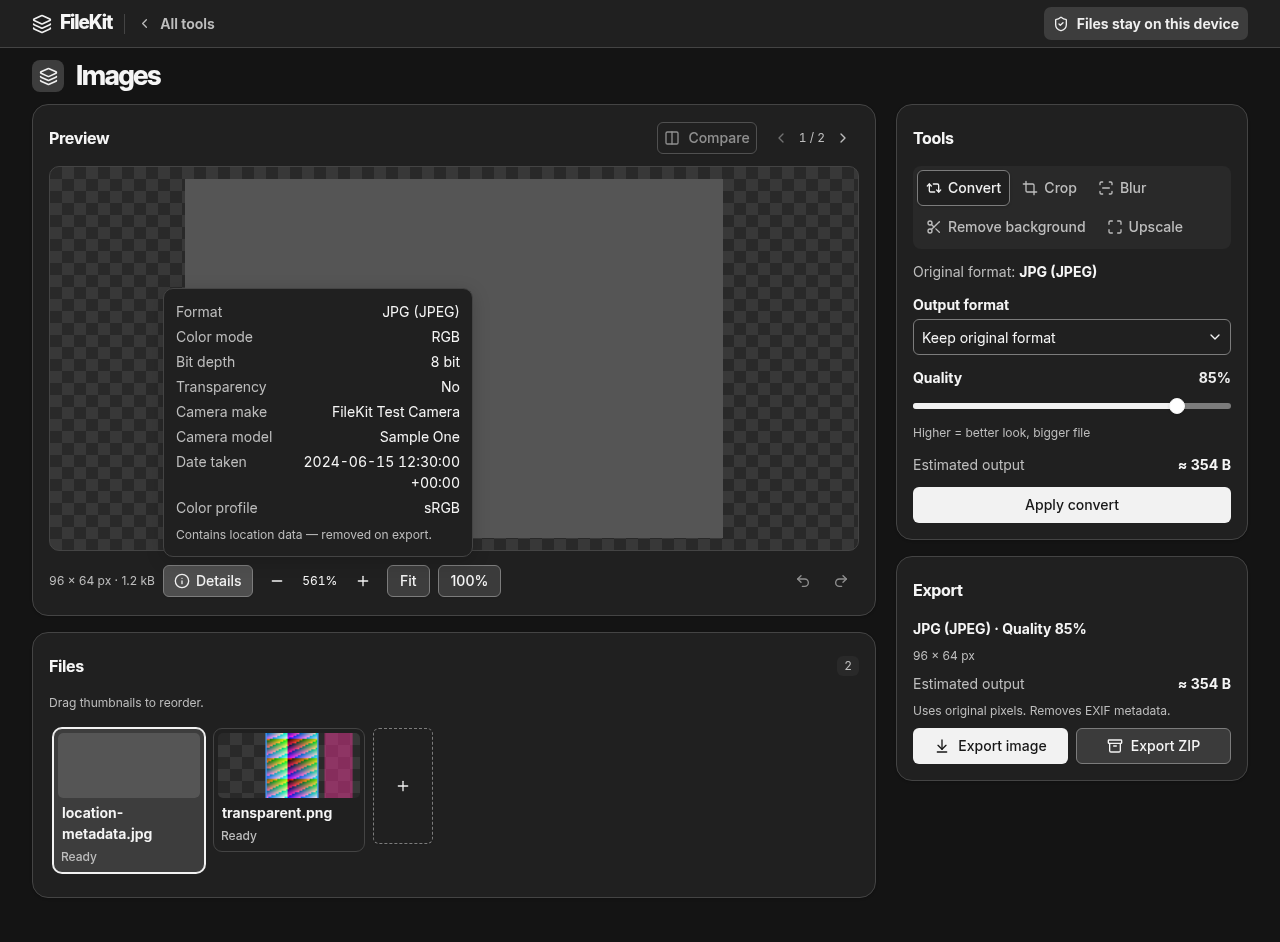 FileKit
All tools
Files stay on this device
Images
Preview
Compare
1 / 2
Format JPG (JPEG)
Color mode RGB
Bit depth 8 bit
Transparency No
Camera make FileKit Test Camera
Camera model Sample One
Date taken 2024-06-15 12:30:00
+00:00
Color profile sRGB
Contains location data — removed on export.
96 × 64 px · 1.2 kB
Details
561%
Fit
100%
Files
2
Drag thumbnails to reorder.
location-
metadata.jpg
Ready
transparent.png
Ready
Tools
Convert
Crop
Blur
Remove background
Upscale
Original format: JPG (JPEG)
Output format
Keep original format
Quality 85%
Higher = better look, bigger file
Estimated output ≈ 354 B
Apply convert
Export
JPG (JPEG) · Quality 85%
96 × 64 px
Estimated output ≈ 354 B
Uses original pixels. Removes EXIF metadata.
Export image
Export ZIP